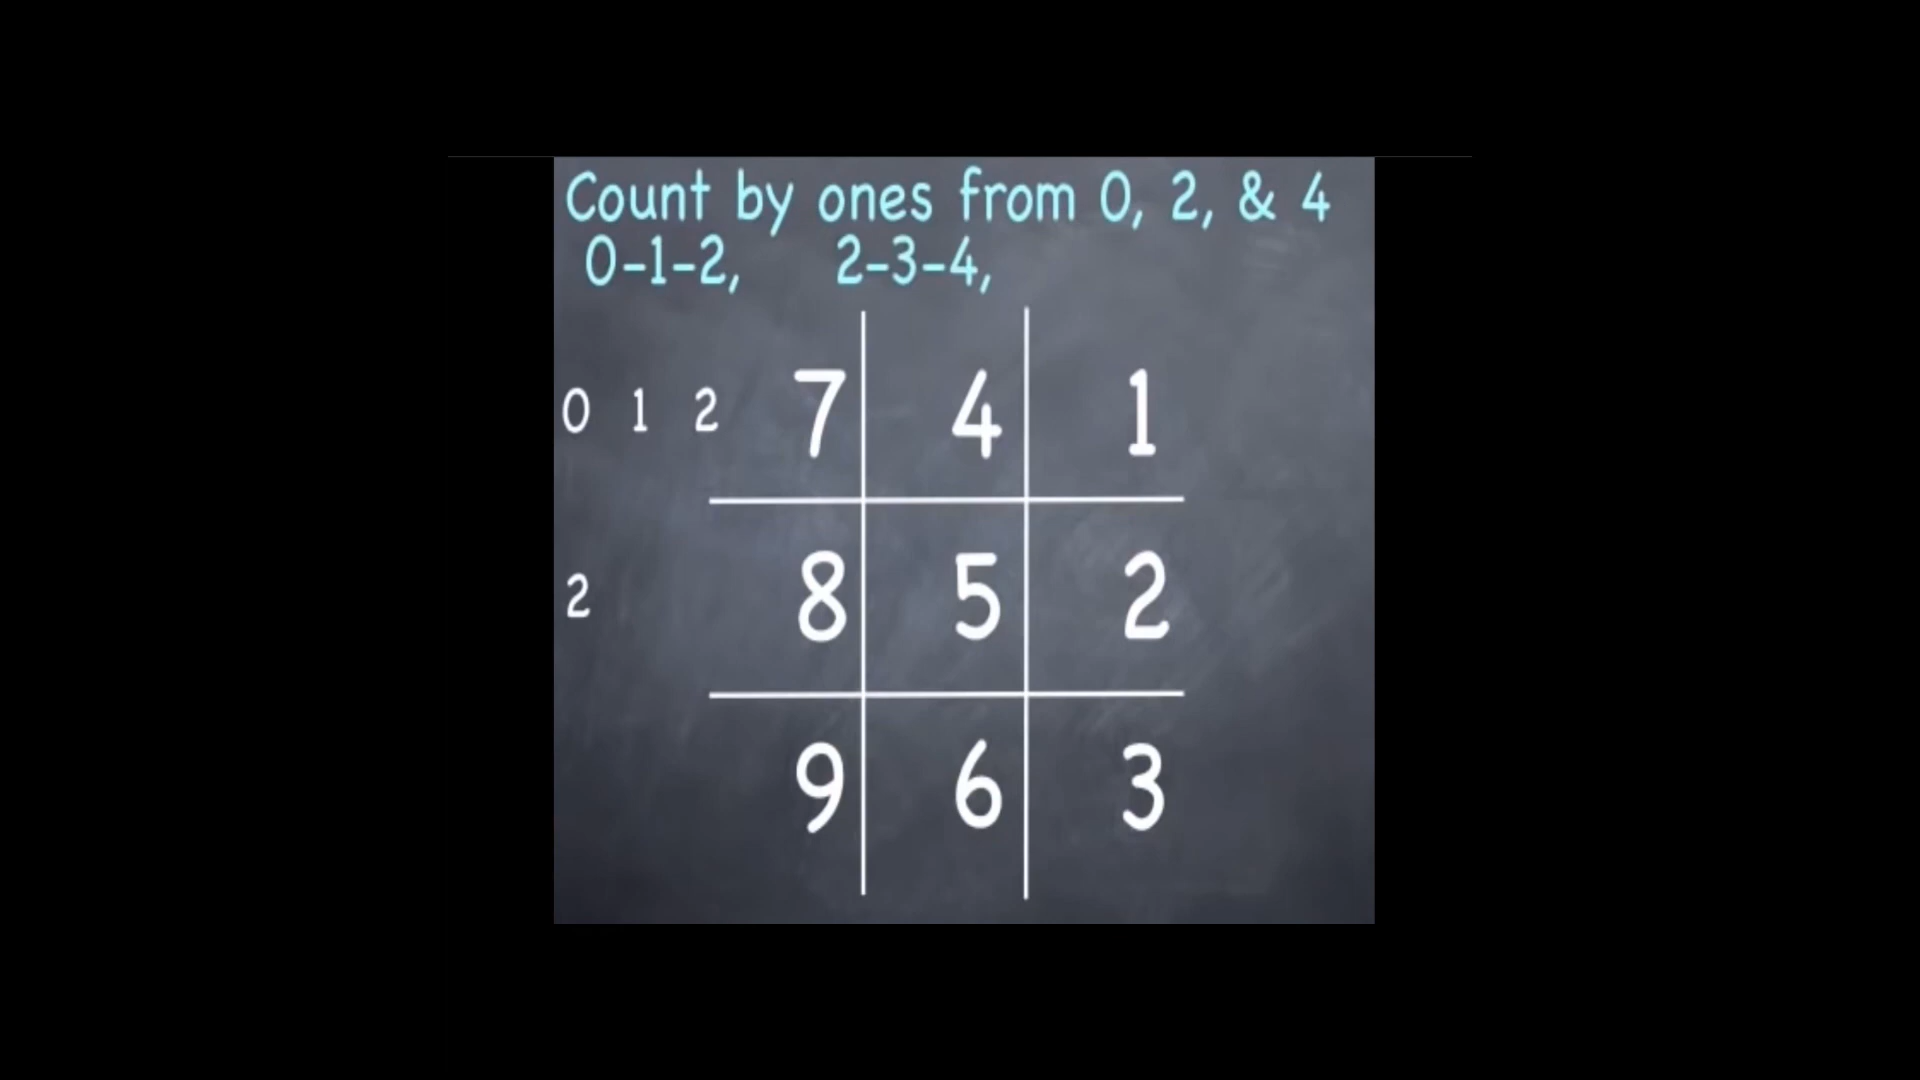 Count by ones from 0, 2, & 4
0-1-2, 2-3-4,
0 1 2 7 4 1
2 8 5 2
9 6 3